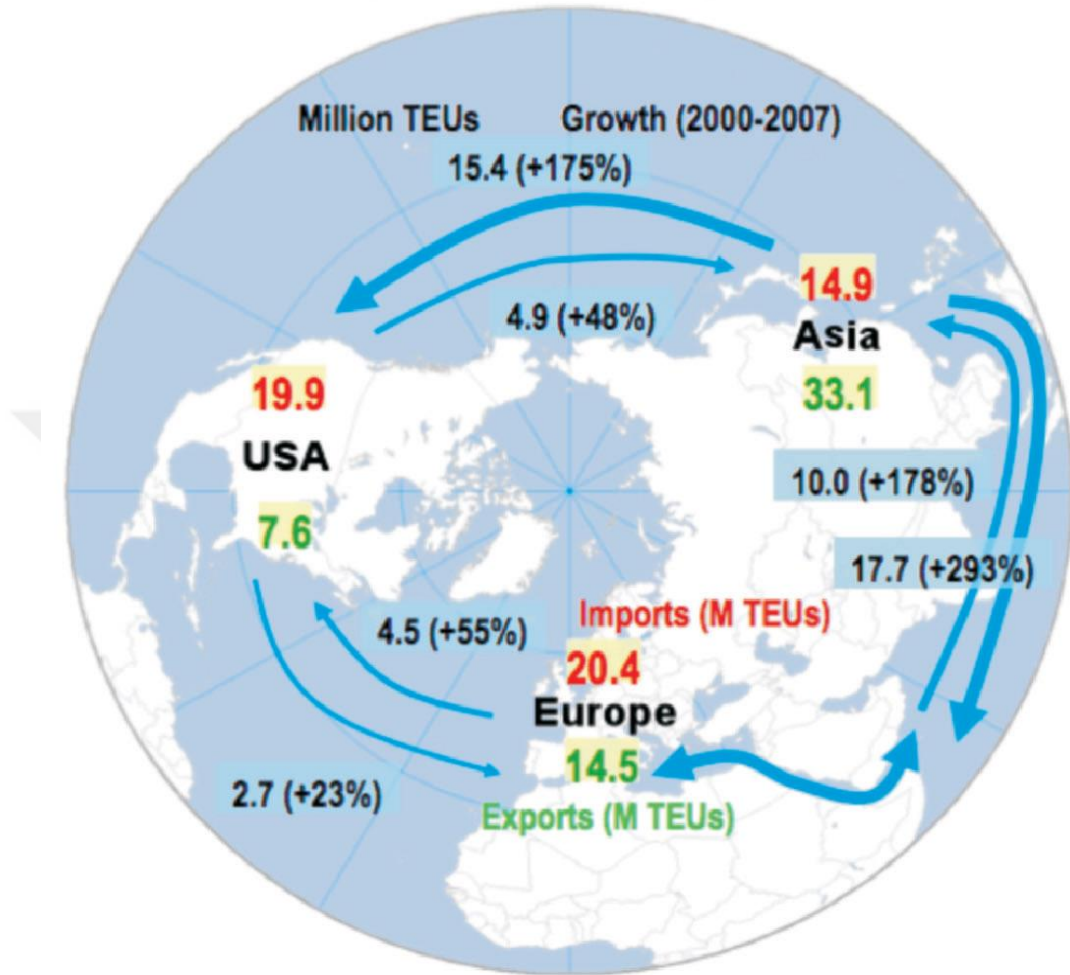 Million TEUs Growth (2000-2007)
15.4 (+175%)
4.9 (+48%)
14.9
Asia
33.1
19.9
USA
7.6
10.0 (+178%)
17.7 (+293%)
4.5 (+55%)
Imports (M TEUs)
20.4
Europe
14.5
2.7 (+23%)
Exports (M TEUs)